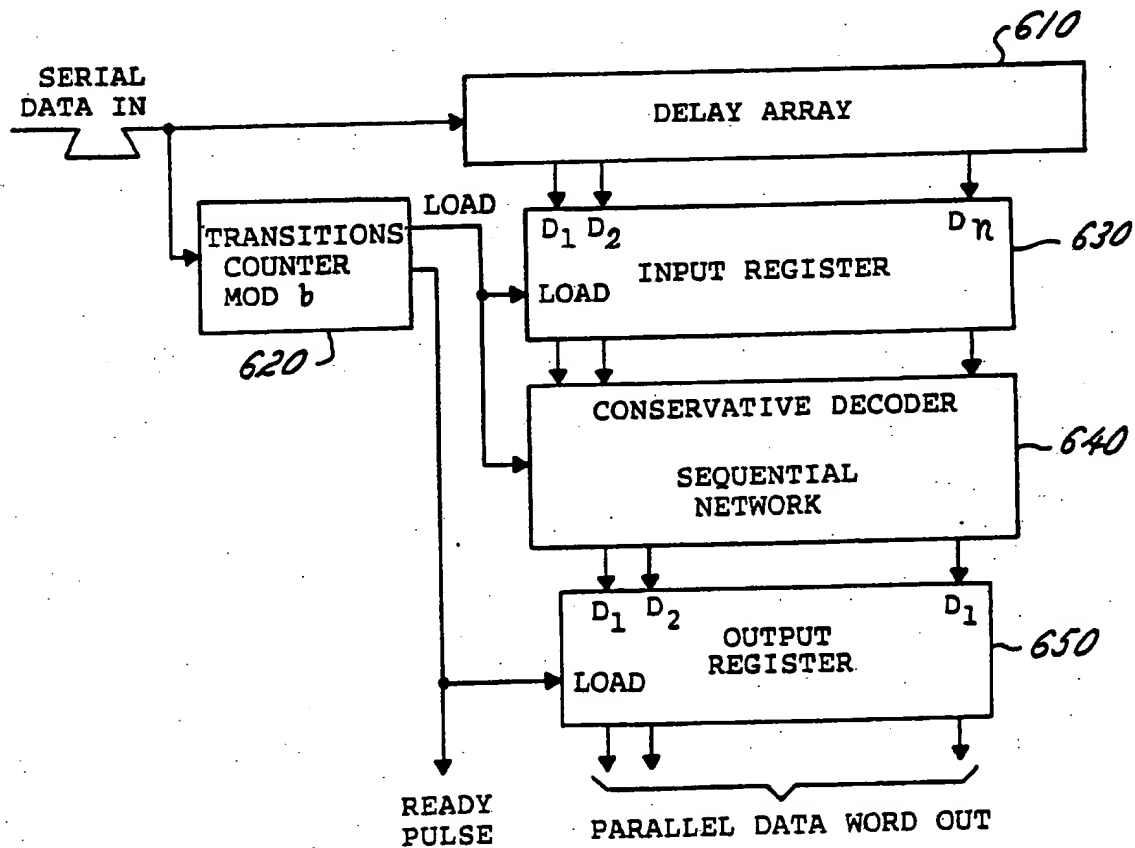 610
SERIAL
DATA IN
DELAY ARRAY
LOAD
TRANSITIONS
COUNTER
MOD b
620
D1 D2 Dn
INPUT REGISTER
LOAD
630
CONSERVATIVE DECODER
SEQUENTIAL
NETWORK
640
D1 D2 D1
OUTPUT
REGISTER
LOAD
650
READY
PULSE
PARALLEL DATA WORD OUT